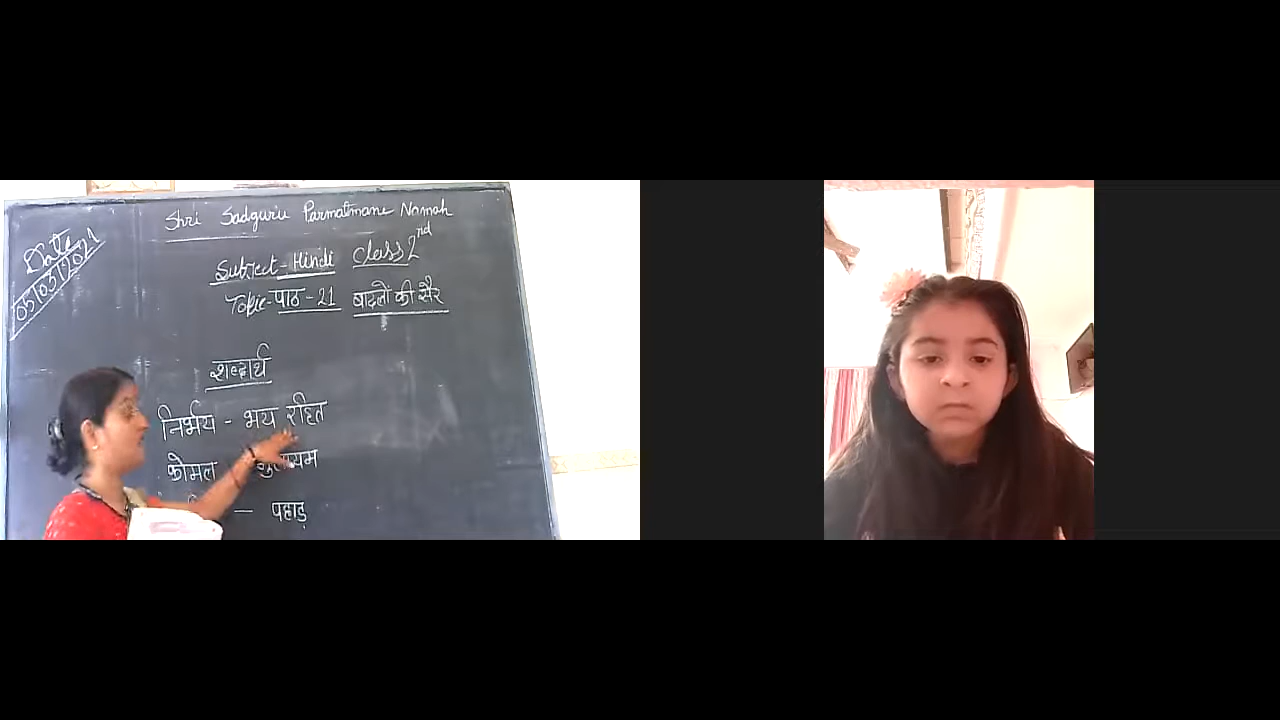 Shri Sadguru Parmatmane Namah
Date
05/03/2021
Subject - Hindi Class 2nd
Topic - पाठ - 21 बादलों की सैर
शब्दार्थ
निर्भय - भय रहित
कोमल मुलायम
— पहाड़